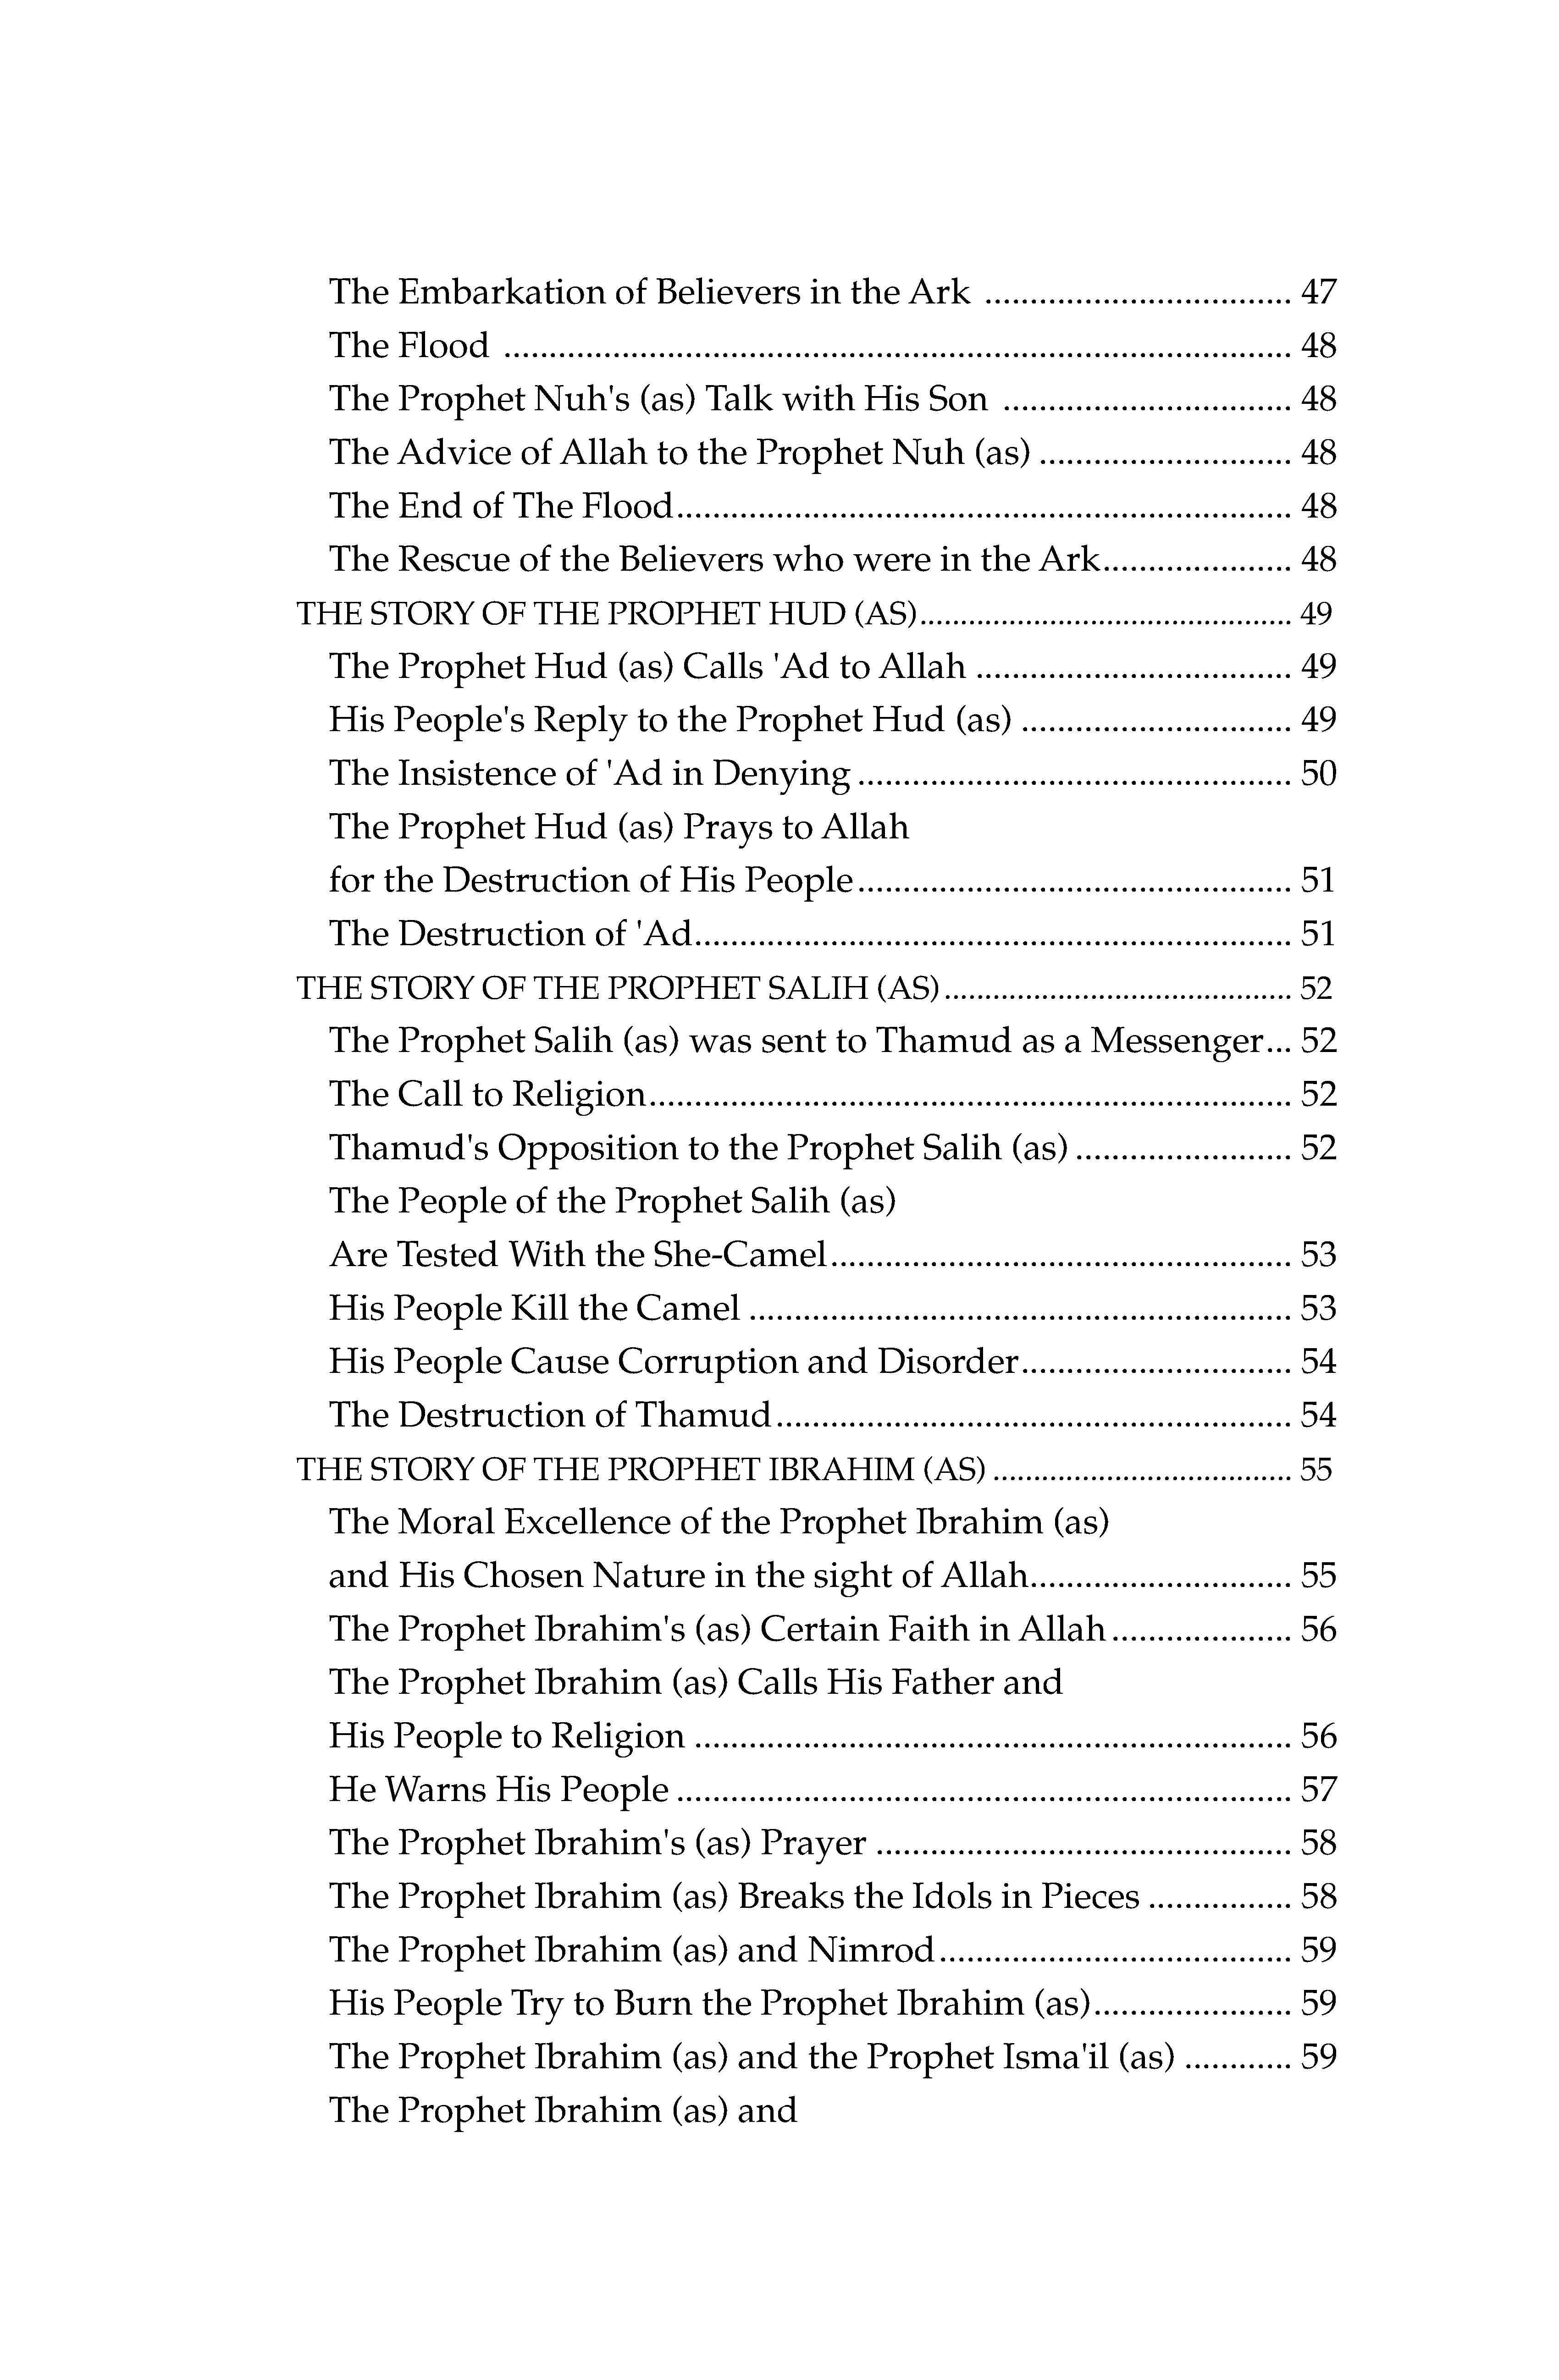 The Embarkation of Believers in the Ark .................................. 47
The Flood ....................................................................................... 48
The Prophet Nuh's (as) Talk with His Son ................................ 48
The Advice of Allah to the Prophet Nuh (as) ............................ 48
The End of The Flood.................................................................... 48
The Rescue of the Believers who were in the Ark..................... 48
THE STORY OF THE PROPHET HUD (AS)............................................. 49
The Prophet Hud (as) Calls 'Ad to Allah ................................... 49
His People's Reply to the Prophet Hud (as) .............................. 49
The Insistence of 'Ad in Denying ................................................ 50
The Prophet Hud (as) Prays to Allah
for the Destruction of His People................................................ 51
The Destruction of 'Ad.................................................................. 51
THE STORY OF THE PROPHET SALIH (AS).......................................... 52
The Prophet Salih (as) was sent to Thamud as a Messenger... 52
The Call to Religion....................................................................... 52
Thamud's Opposition to the Prophet Salih (as) ........................ 52
The People of the Prophet Salih (as)
Are Tested With the She-Camel................................................... 53
His People Kill the Camel ............................................................ 53
His People Cause Corruption and Disorder.............................. 54
The Destruction of Thamud......................................................... 54
THE STORY OF THE PROPHET IBRAHIM (AS) .................................... 55
The Moral Excellence of the Prophet Ibrahim (as)
and His Chosen Nature in the sight of Allah............................. 55
The Prophet Ibrahim's (as) Certain Faith in Allah.................... 56
The Prophet Ibrahim (as) Calls His Father and
His People to Religion .................................................................. 56
He Warns His People .................................................................... 57
The Prophet Ibrahim's (as) Prayer .............................................. 58
The Prophet Ibrahim (as) Breaks the Idols in Pieces ................ 58
The Prophet Ibrahim (as) and Nimrod....................................... 59
His People Try to Burn the Prophet Ibrahim (as)...................... 59
The Prophet Ibrahim (as) and the Prophet Isma'il (as) ............ 59
The Prophet Ibrahim (as) and